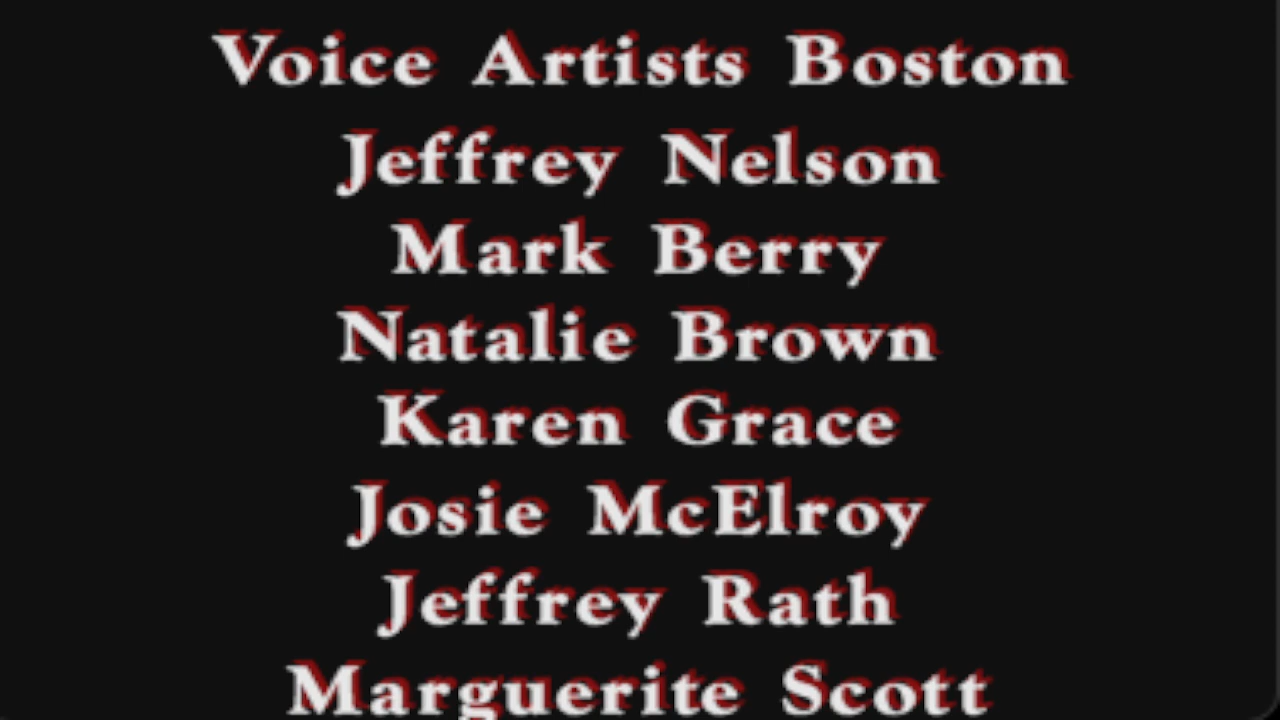 Voice Artists Boston
Jeffrey Nelson
Mark Berry
Natalie Brown
Karen Grace
Josie McElroy
Jeffrey Rath
Marguerite Scott